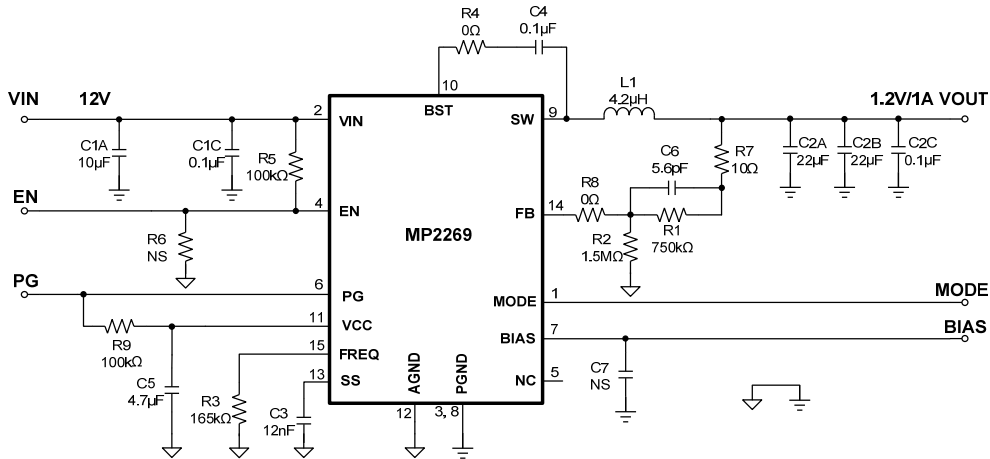 R4
0Ω
C4
0.1µF
10
BST
VIN
12V
2
VIN
SW
9
L1
4.2µH
1.2V/1A VOUT
C1A
10µF
C1C
0.1µF
R5
100kΩ
C6
5.6pF
R7
10Ω
C2A
22µF
C2B
22µF
C2C
0.1µF
EN
4
EN
R6
NS
MP2269
FB
14
R8
0Ω
R2
1.5MΩ
R1
750kΩ
PG
6
PG
MODE
1
MODE
11
VCC
R9
100kΩ
BIAS
7
BIAS
15
FREQ
C5
4.7µF
R3
165kΩ
13
SS
C3
12nF
AGND
PGND
NC
5
C7
NS
12
3, 8